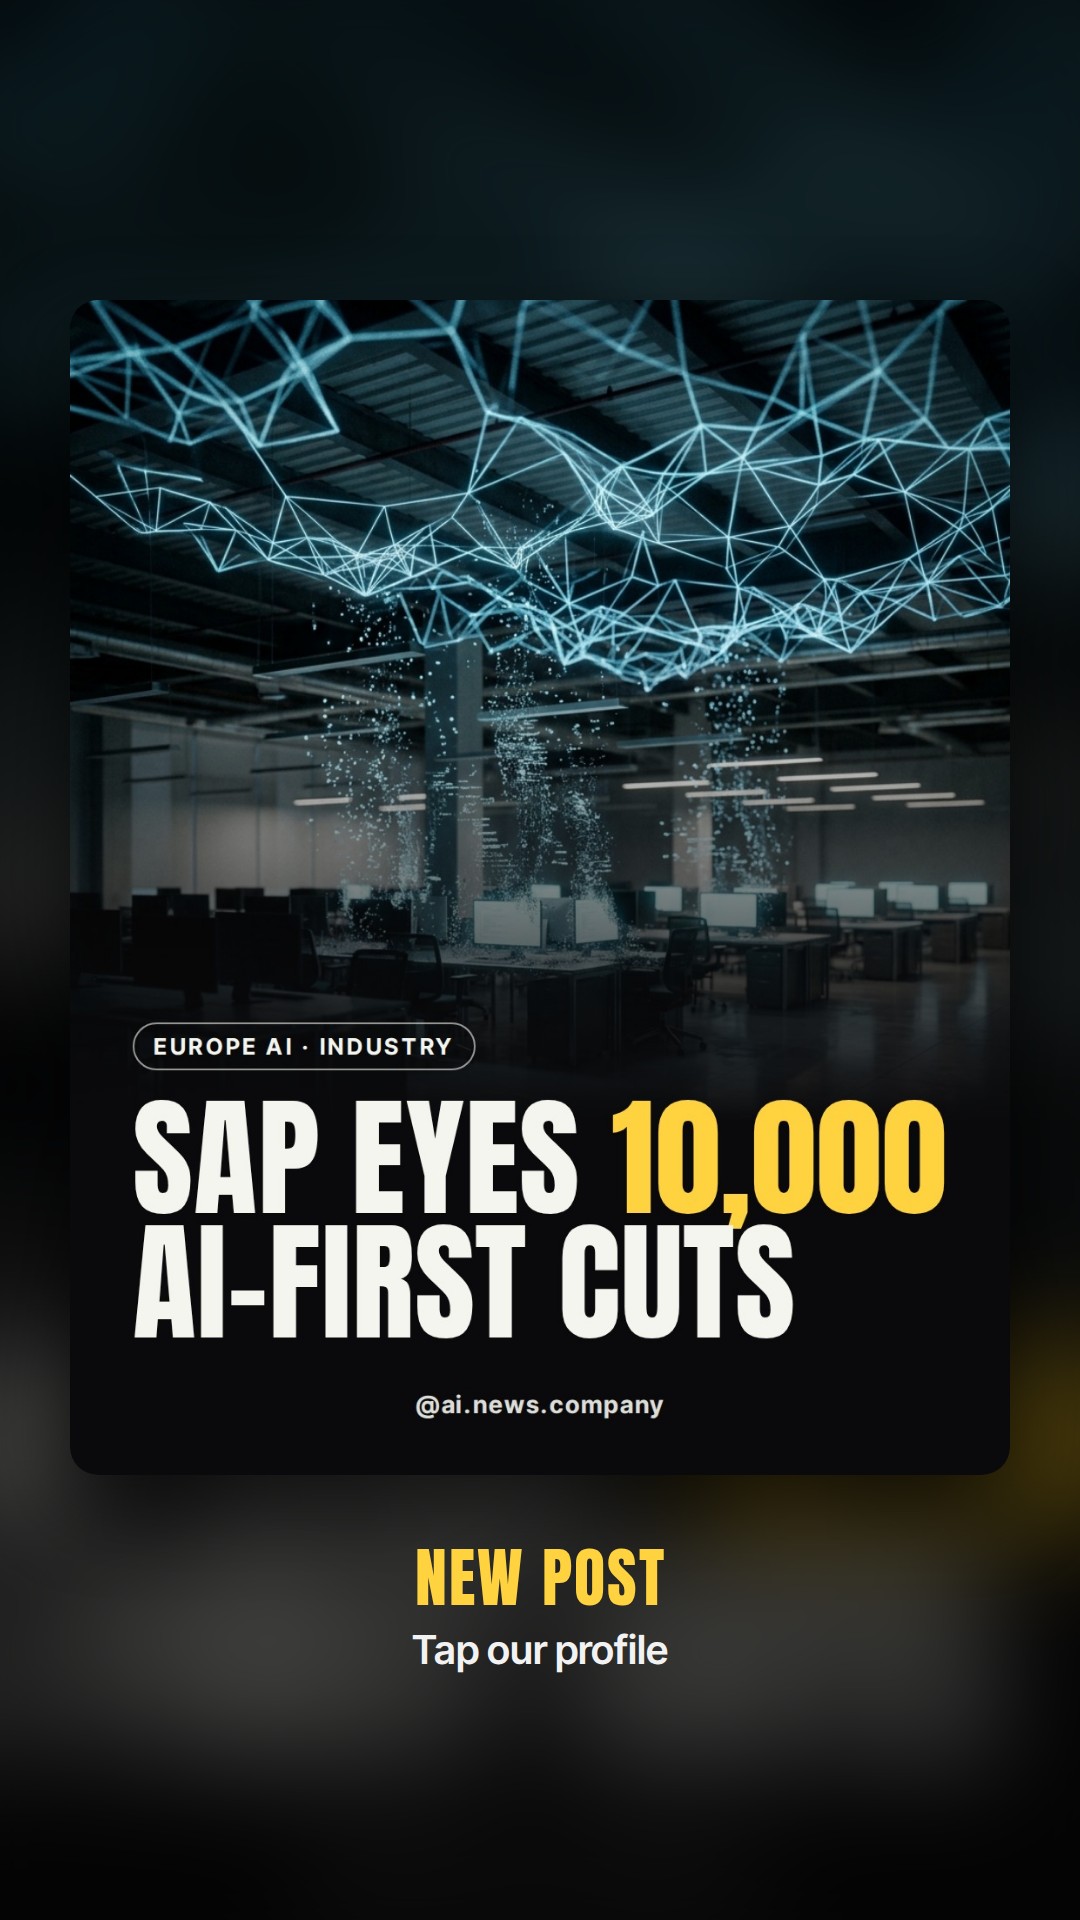 EUROPE AI · INDUSTRY
SAP EYES 10,000
AI-FIRST CUTS
@ai.news.company
NEW POST
Tap our profile